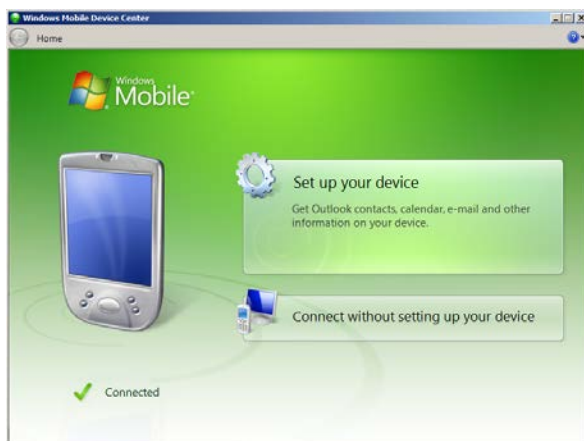 Windows Mobile Device Center
Home
Windows
Mobile
Set up your device
Get Outlook contacts, calendar, e-mail and other
information on your device.
Connect without setting up your device
Connected